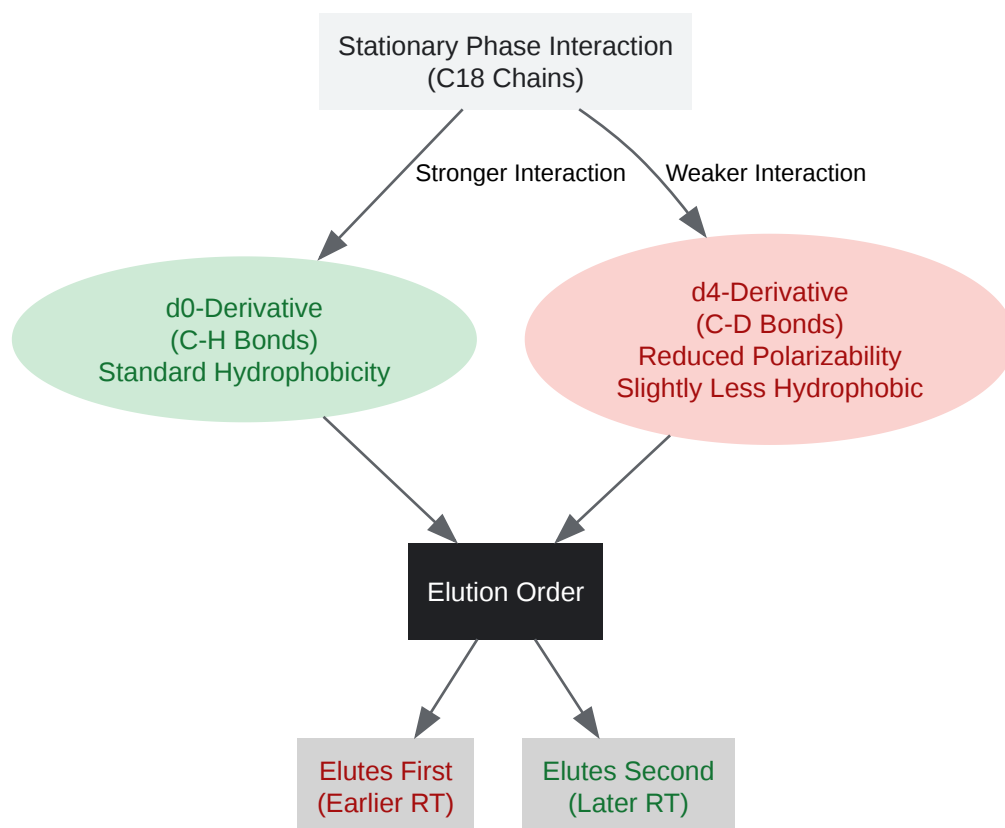 Stationary Phase Interaction
(C18 Chains)
Stronger Interaction
Weaker Interaction
d0-Derivative
(C-H Bonds)
Standard Hydrophobicity
d4-Derivative
(C-D Bonds)
Reduced Polarizability
Slightly Less Hydrophobic
Elution Order
Elutes First
(Earlier RT)
Elutes Second
(Later RT)